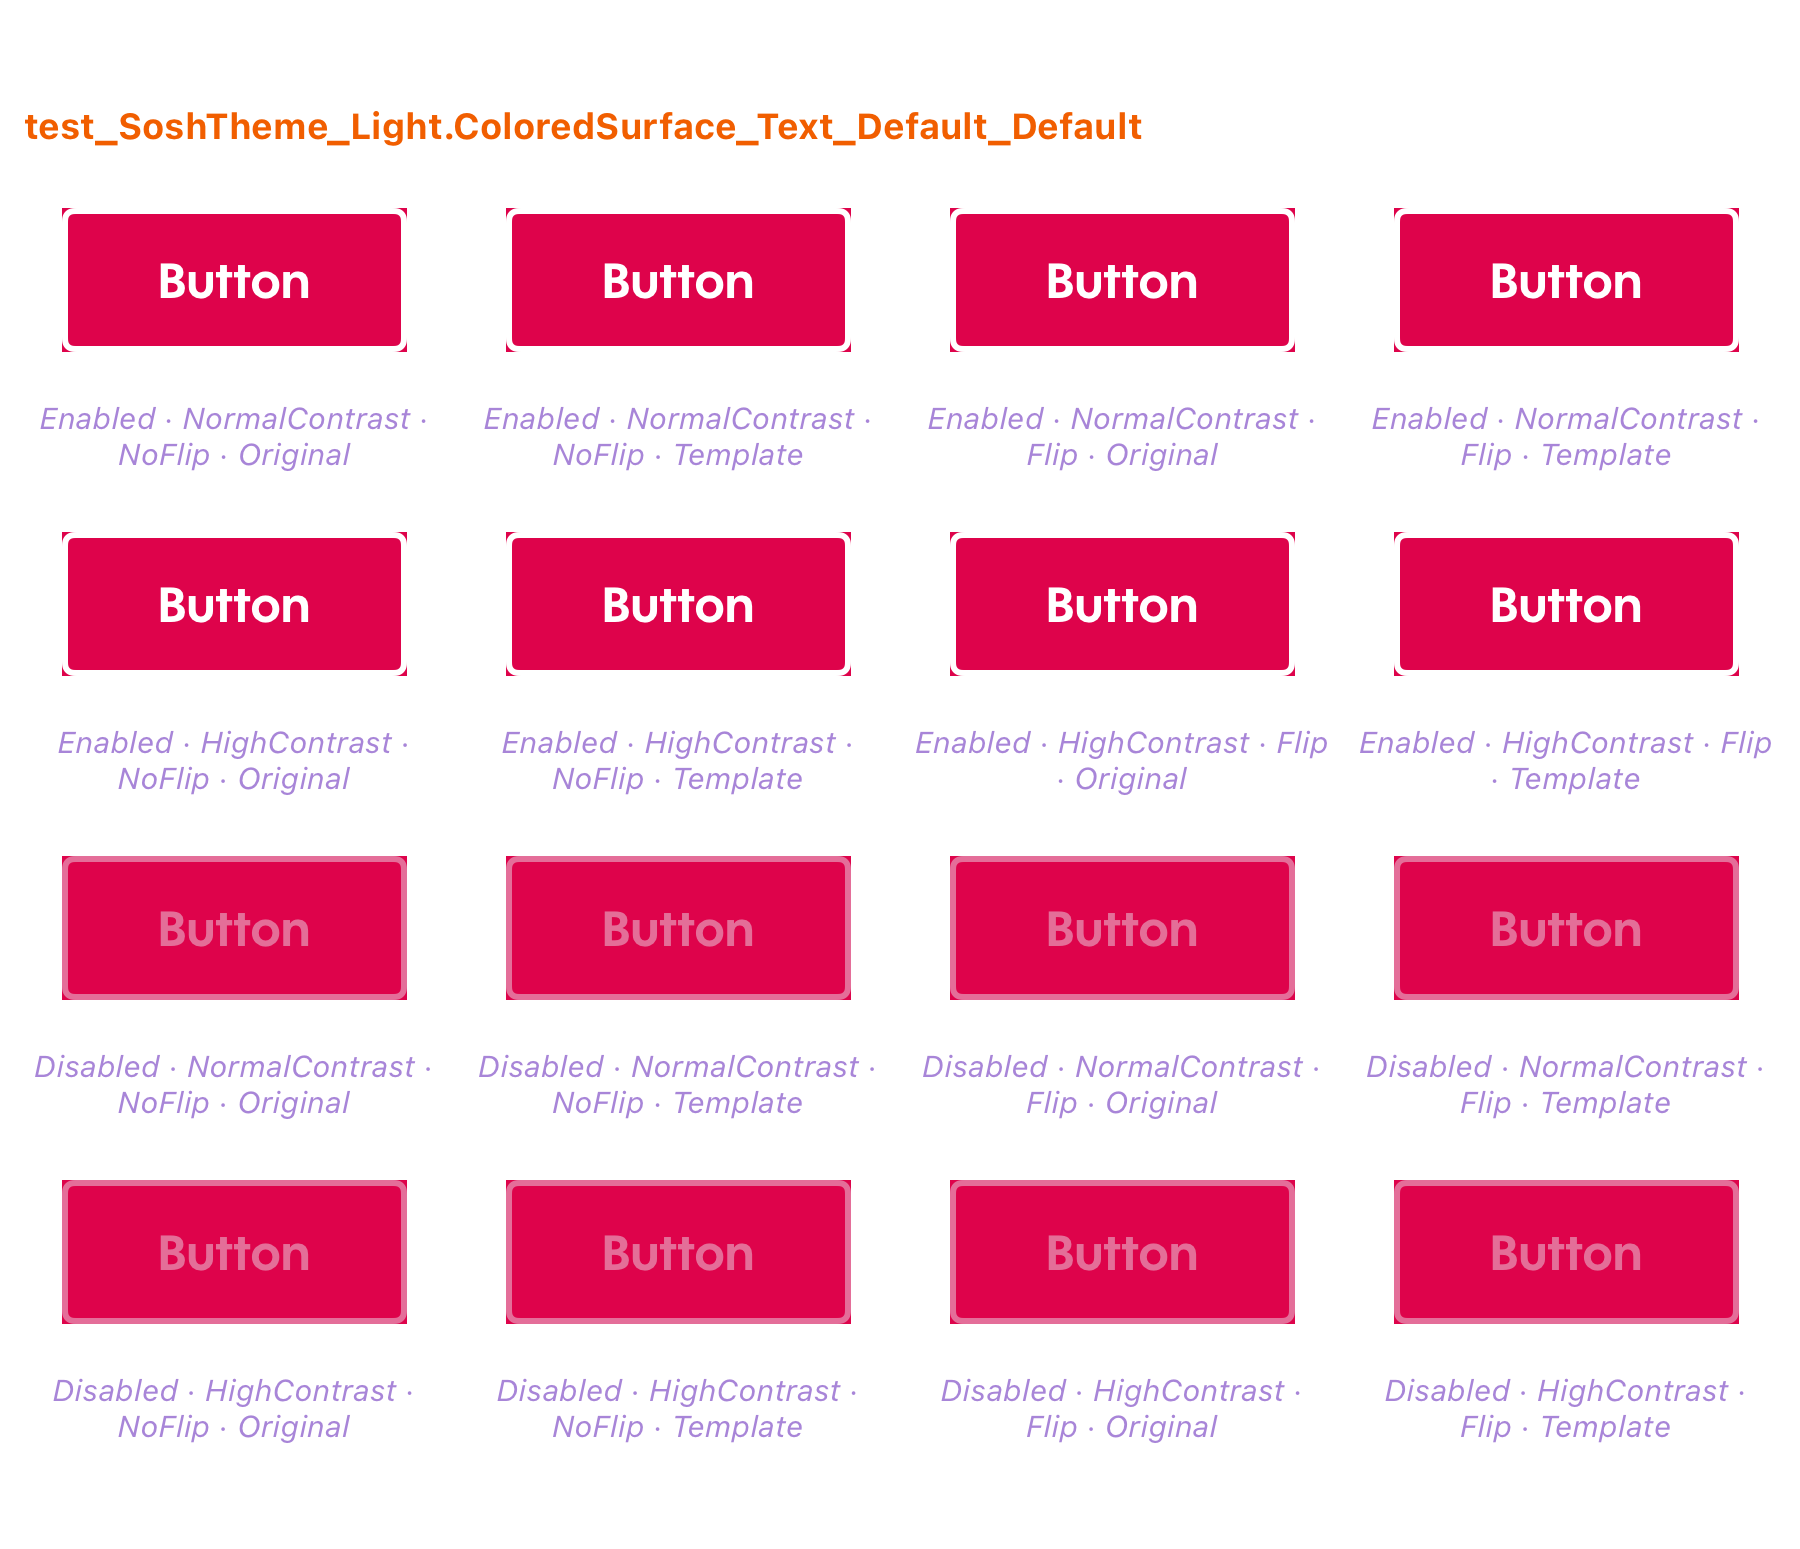 test_SoshTheme_Light.ColoredSurface_Text_Default_Default
Button
Button
Button
Button
Enabled · NormalContrast ·
NoFlip · Original
Enabled · NormalContrast ·
NoFlip · Template
Enabled · NormalContrast ·
Flip · Original
Enabled · NormalContrast ·
Flip · Template
Button
Button
Button
Button
Enabled · HighContrast ·
NoFlip · Original
Enabled · HighContrast ·
NoFlip · Template
Enabled · HighContrast · Flip
· Original
Enabled · HighContrast · Flip
· Template
Button
Button
Button
Button
Disabled · NormalContrast ·
NoFlip · Original
Disabled · NormalContrast ·
NoFlip · Template
Disabled · NormalContrast ·
Flip · Original
Disabled · NormalContrast ·
Flip · Template
Button
Button
Button
Button
Disabled · HighContrast ·
NoFlip · Original
Disabled · HighContrast ·
NoFlip · Template
Disabled · HighContrast ·
Flip · Original
Disabled · HighContrast ·
Flip · Template